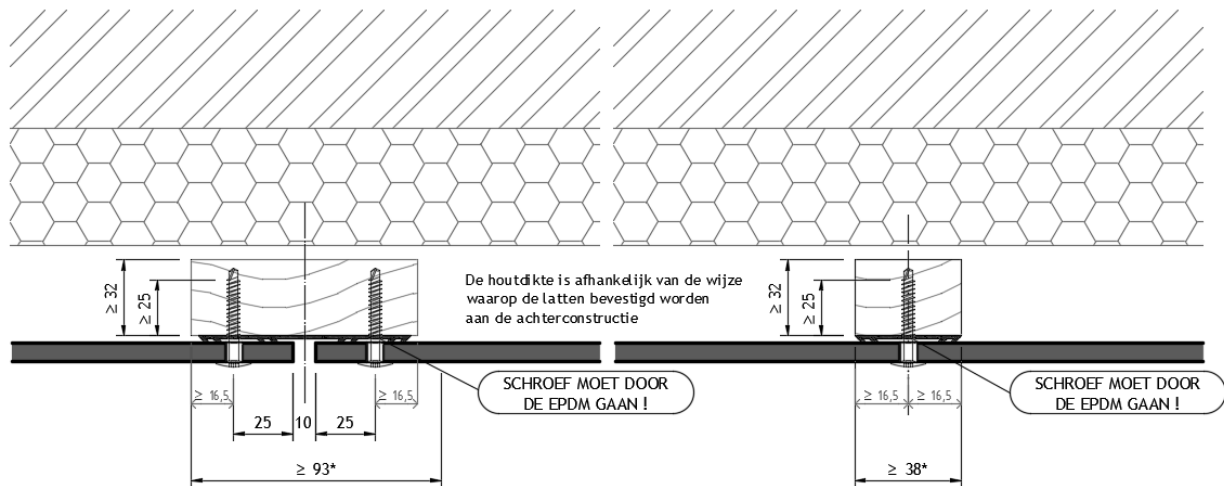 ≥ 32
≥ 25
De houtdikte is afhankelijk van de wijze
waarop de latten bevestigd worden
aan de achterconstructie
≥ 32
≥ 25
SCHROEF MOET DOOR
DE EPDM GAAN !
≥ 16,5
≥ 16,5
25
10
25
≥ 93*
SCHROEF MOET DOOR
DE EPDM GAAN !
≥ 16,5
≥ 16,5
≥ 38*